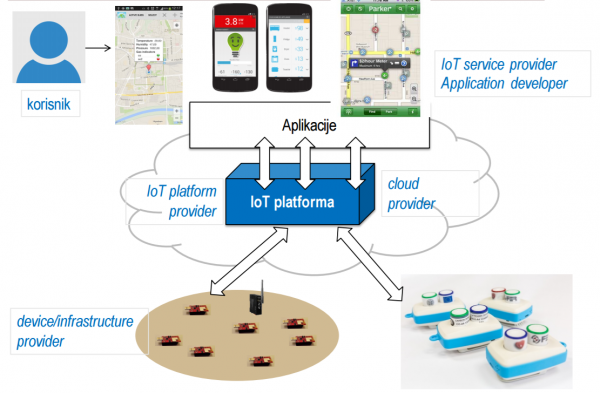 3.8
Parker
IoT service provider
Application developer
korisnik
Aplikacije
IoT platform
provider
IoT platforma
cloud
provider
device/infrastructure
provider